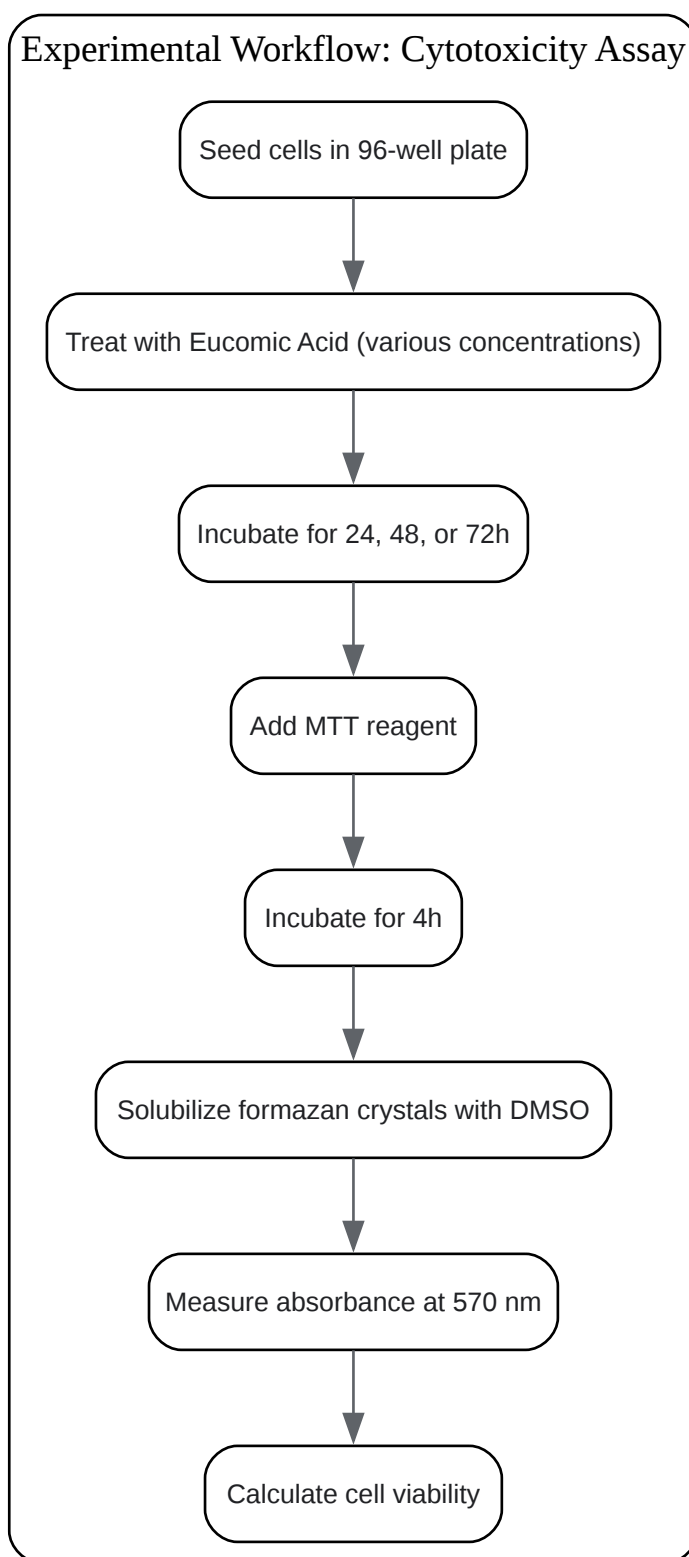 Experimental Workflow: Cytotoxicity Assay
Seed cells in 96-well plate
Treat with Eucomic Acid (various concentrations)
Incubate for 24, 48, or 72h
Add MTT reagent
Incubate for 4h
Solubilize formazan crystals with DMSO
Measure absorbance at 570 nm
Calculate cell viability